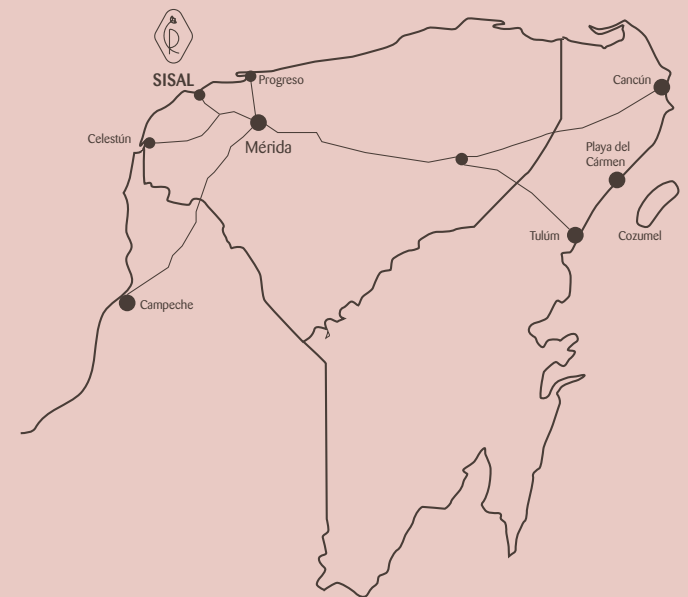 SISAL
Progreso
Cancún
Celestún
Mérida
Playa del
Cármen
Tulúm
Cozumel
Campeche